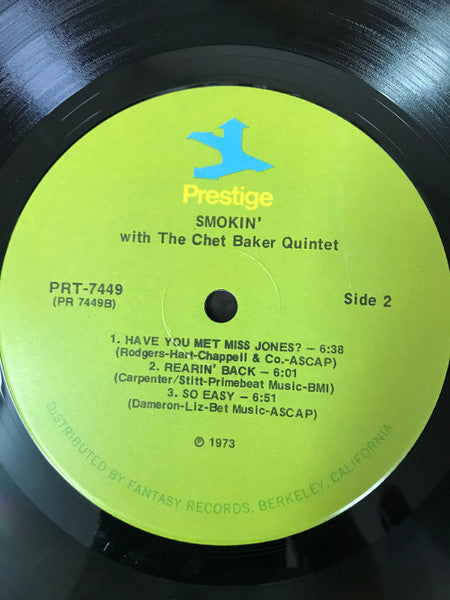 Prestige
SMOKIN'
with The Chet Baker Quintet
PRT-7449
(PR 7449B)
Side 2
1. HAVE YOU MET MISS JONES? – 6:38
(Rodgers-Hart-Chappell & Co.-ASCAP)
2. REARIN' BACK – 6:01
(Carpenter/Stitt-Primebeat Music-BMI)
3. SO EASY – 6:51
(Dameron-Liz-Bet Music-ASCAP)
℗ 1973
DISTRIBUTED BY FANTASY RECORDS, BERKELEY, CALIFORNIA